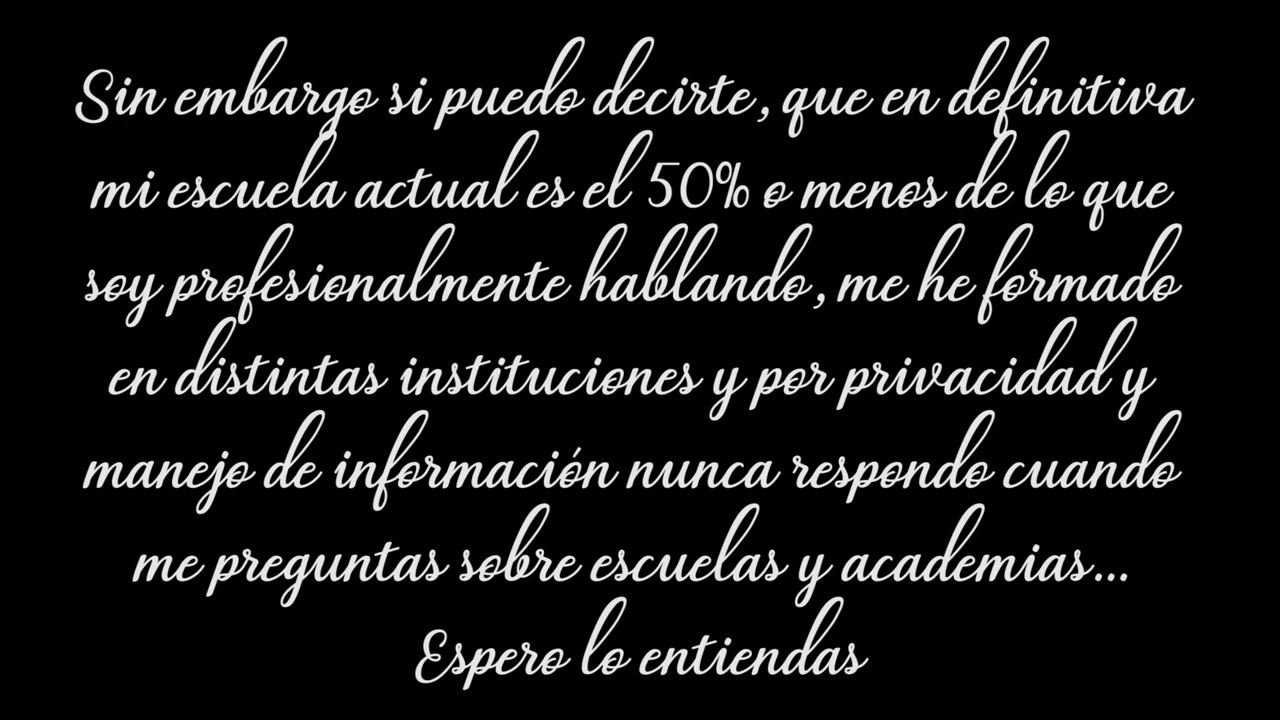 Sin embargo si puedo decirte, que en definitiva
mi escuela actual es el 50% o menos de lo que
soy profesionalmente hablando, me he formado
en distintas instituciones y por privacidad y
manejo de información nunca respondo cuando
me preguntas sobre escuelas y academias...
Espero lo entiendas